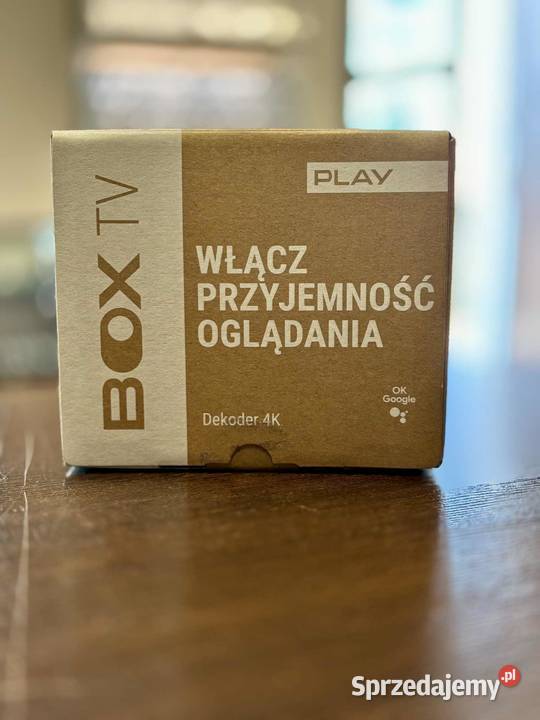 BOX TV
PLAY
WŁĄCZ
PRZYJEMNOŚĆ
OGLĄDANIA
Dekoder 4K
OK
Google
Sprzedajemy.pl